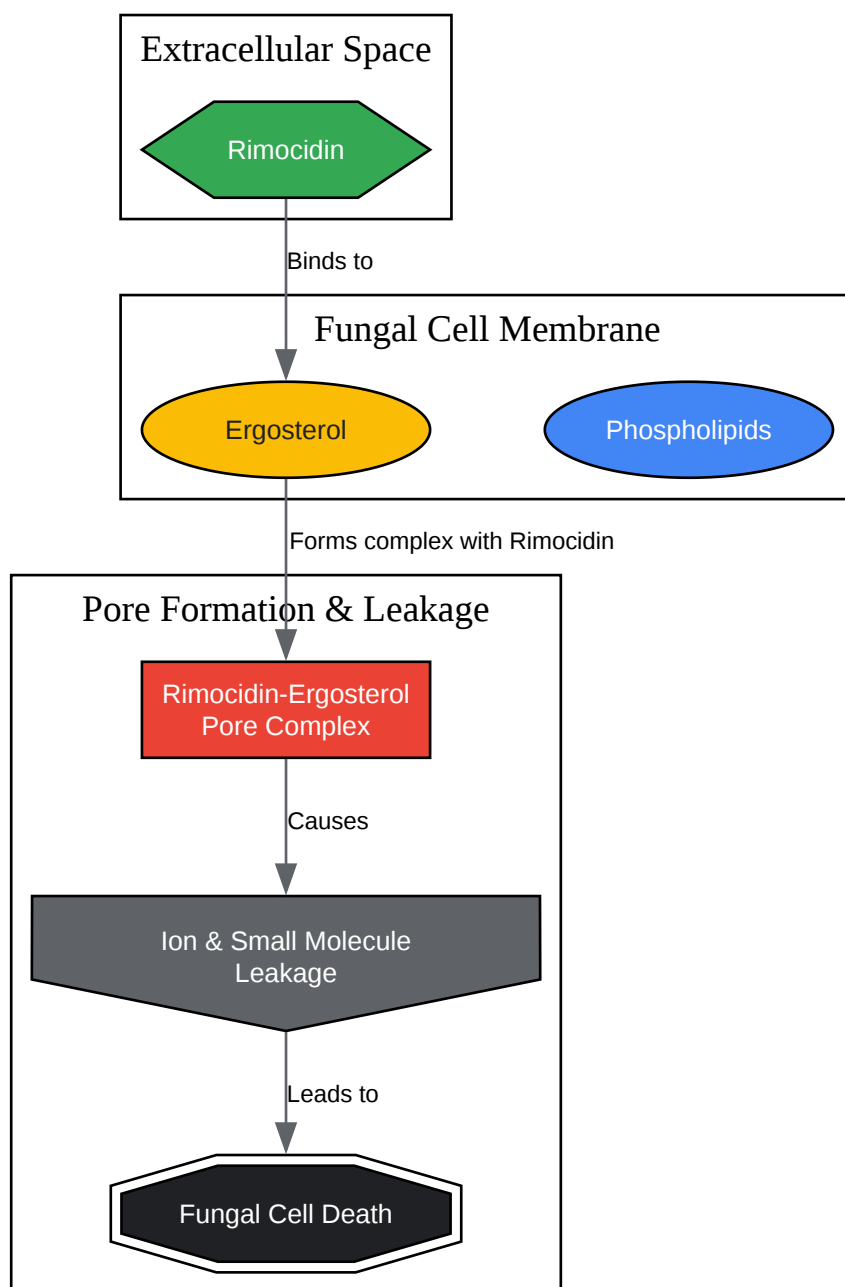 Extracellular Space
Rimocidin
Binds to
Fungal Cell Membrane
Ergosterol
Phospholipids
Forms complex with Rimocidin
Pore Formation & Leakage
Rimocidin-Ergosterol
Pore Complex
Causes
Ion & Small Molecule
Leakage
Leads to
Fungal Cell Death